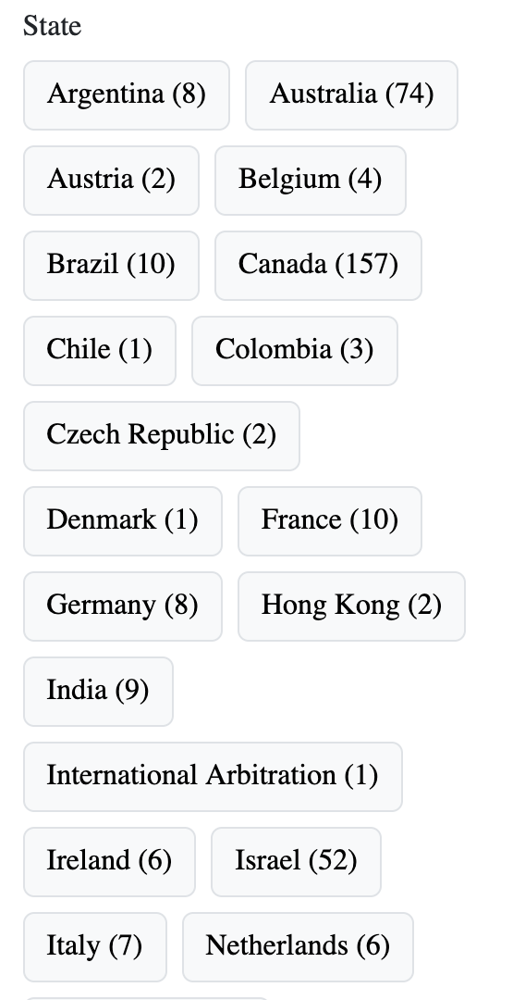 State
Argentina (8) Australia (74)
Austria (2) Belgium (4)
Brazil (10) Canada (157)
Chile (1) Colombia (3)
Czech Republic (2)
Denmark (1) France (10)
Germany (8) Hong Kong (2)
India (9)
International Arbitration (1)
Ireland (6) Israel (52)
Italy (7) Netherlands (6)